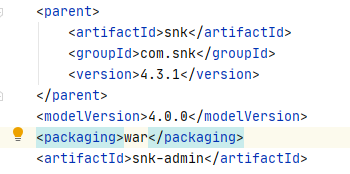 <parent>
<artifactId>snk</artifactId>
<groupId>com.snk</groupId>
<version>4.3.1</version>
</parent>
<modelVersion>4.0.0</modelVersion>
<packaging>war</packaging>
<artifactId>snk-admin</artifactId>